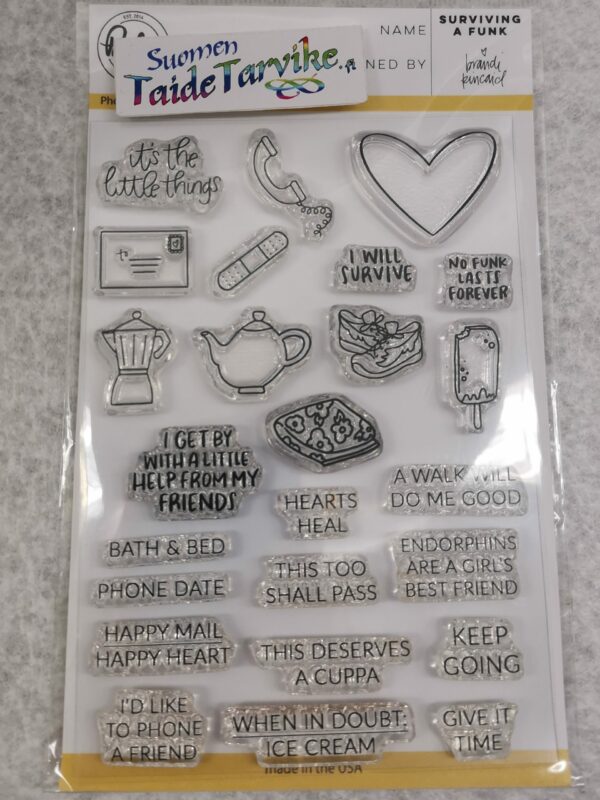 EST. 2014
NAME
SURVIVING
A FUNK
Suomen
TaideTarvike.fi
NED BY
brandi
kincaid
it's the
little things
to:
I WILL
SURVIVE
NO FUNK
LASTS
FOREVER
I GET BY
WITH A LITTLE
HELP FROM MY
FRIENDS
A WALK WILL
DO ME GOOD
HEARTS
HEAL
BATH & BED
ENDORPHINS
ARE A GIRL'S
BEST FRIEND
PHONE DATE
THIS TOO
SHALL PASS
HAPPY MAIL
HAPPY HEART
THIS DESERVES
A CUPPA
KEEP
GOING
I'D LIKE
TO PHONE
A FRIEND
WHEN IN DOUBT:
ICE CREAM
GIVE IT
TIME
made in the USA